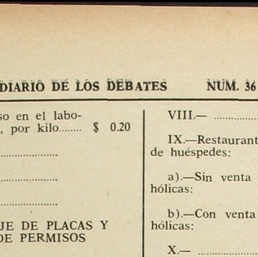 DIARIO DE LOS DEBATES NUM. 36
so en el labo-
, por kilo........ $ 0.20
JE DE PLACAS Y
DE PERMISOS
VIII.—
IX.—Restaurant
de huéspedes:
a).—Sin venta
hólicas:
b).—Con venta
hólicas:
X.—